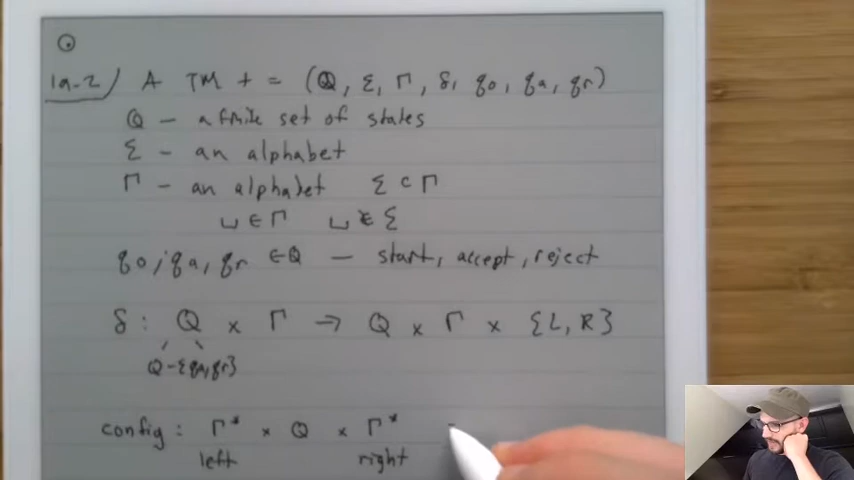 19-2/ A TM t = (Q, Σ, Γ, δ, q0, qa, qr)
Q - a finite set of states
Σ - an alphabet
Γ - an alphabet Σ ⊂ Γ
⊔ ∈ Γ ⊔ ∉ Σ
q0, qa, qr ∈ Q — start, accept, reject
δ : Q × Γ → Q × Γ × {L, R}
Q-{qa,qr}
config : Γ* × Q × Γ*
left right